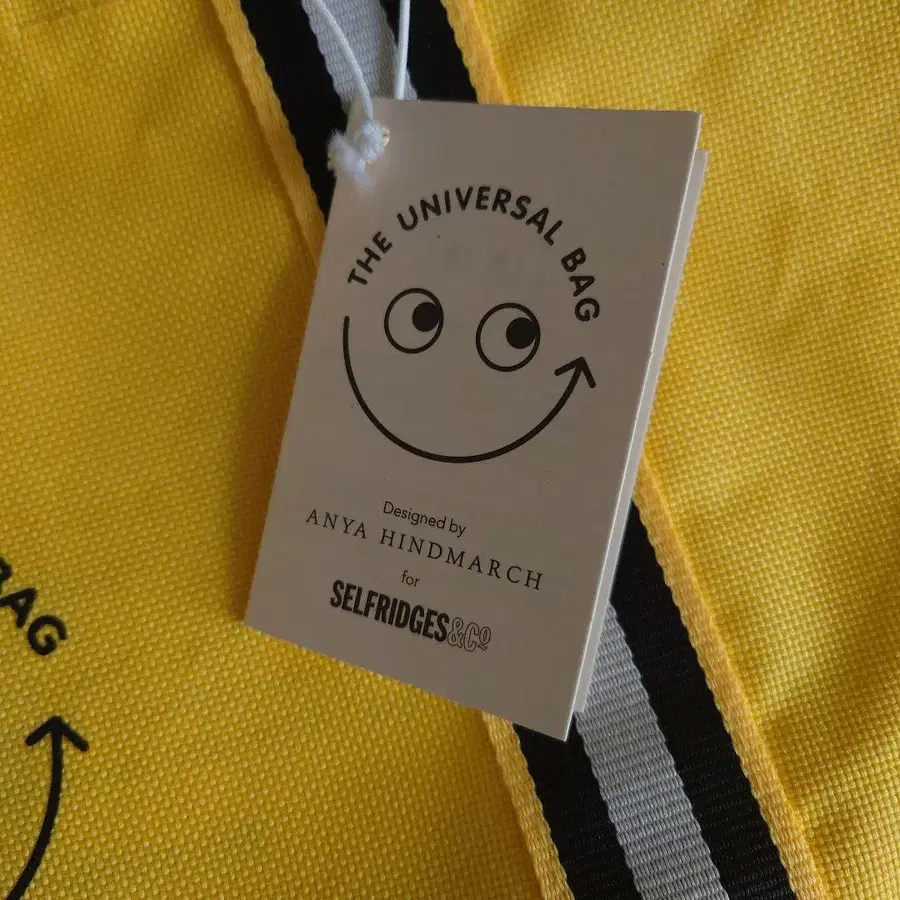 THE UNIVERSAL BAG
Designed by
ANYA HINDMARCH
for
SELFRIDGES&Cº
BAG